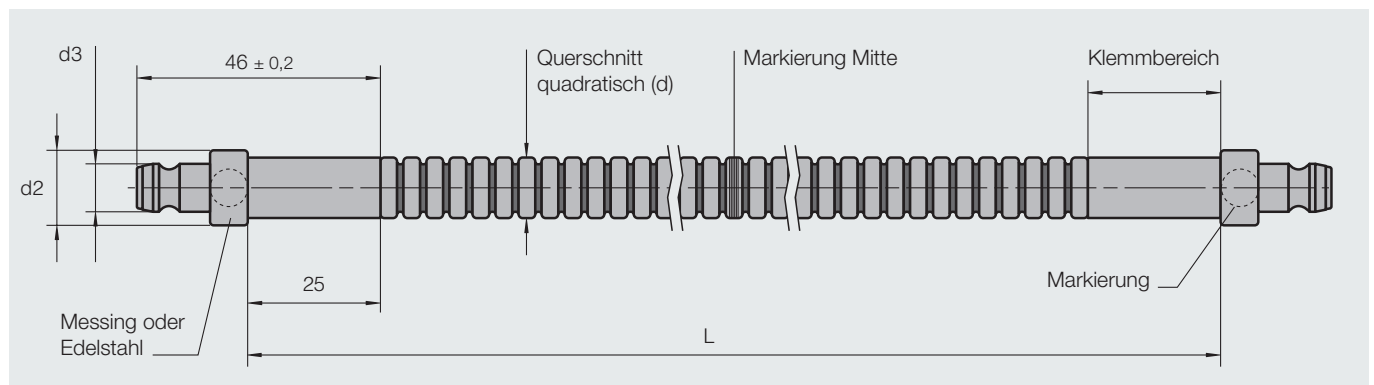 d3
46 ± 0,2
Querschnitt
quadratisch (d)
Markierung Mitte
Klemmbereich
d2
25
Markierung
Messing oder
Edelstahl
L